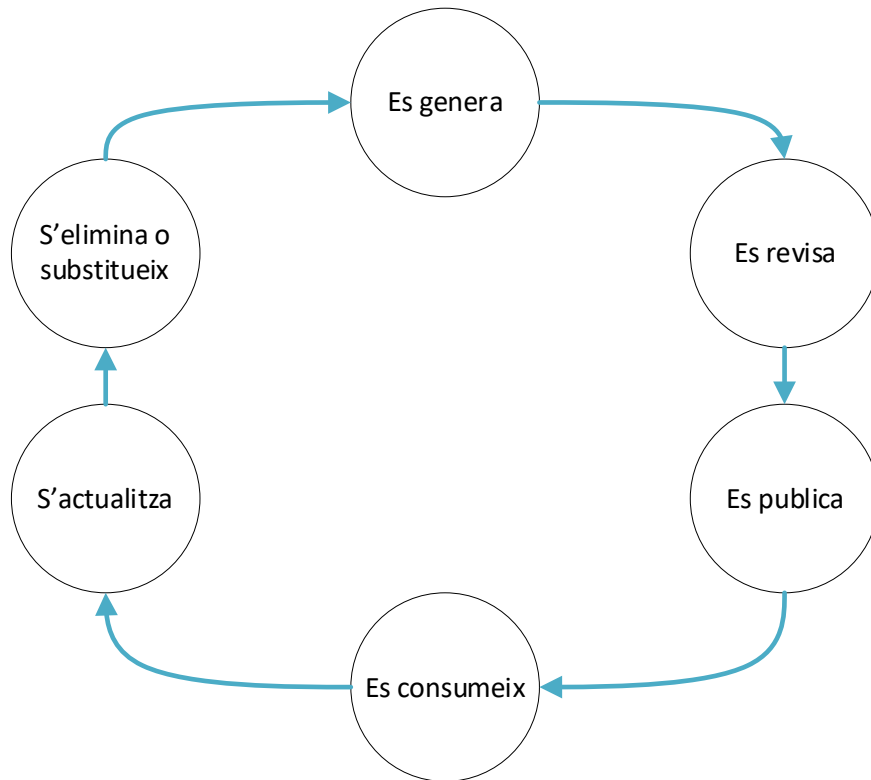 Es genera
S’elimina o
substitueix
Es revisa
S’actualitza
Es publica
Es consumeix